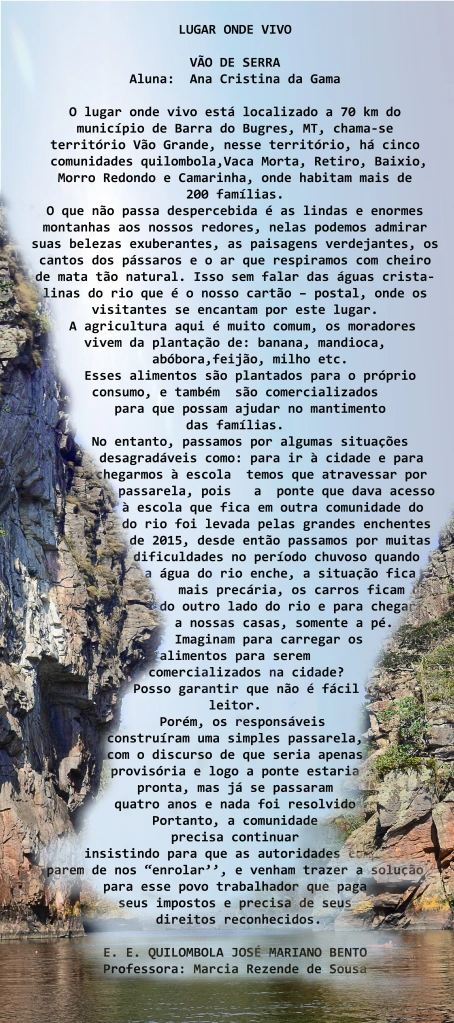 LUGAR ONDE VIVO
VÃO DE SERRA
Aluna: Ana Cristina da Gama
O lugar onde vivo está localizado a 70 km do
município de Barra do Bugres, MT, chama-se
território Vão Grande, nesse território, há cinco
comunidades quilombola,Vaca Morta, Retiro, Baixio,
Morro Redondo e Camarinha, onde habitam mais de
200 famílias.
O que não passa despercebida é as lindas e enormes
montanhas aos nossos redores, nelas podemos admirar
suas belezas exuberantes, as paisagens verdejantes, os
cantos dos pássaros e o ar que respiramos com cheiro
de mata tão natural. Isso sem falar das águas crista-
linas do rio que é o nosso cartão – postal, onde os
visitantes se encantam por este lugar.
A agricultura aqui é muito comum, os moradores
vivem da plantação de: banana, mandioca,
abóbora,feijão, milho etc.
Esses alimentos são plantados para o próprio
consumo, e também são comercializados
para que possam ajudar no mantimento
das famílias.
No entanto, passamos por algumas situações
desagradáveis como: para ir à cidade e para
chegarmos à escola temos que atravessar por
passarela, pois a ponte que dava acesso
à escola que fica em outra comunidade do
do rio foi levada pelas grandes enchentes
de 2015, desde então passamos por muitas
dificuldades no período chuvoso quando
a água do rio enche, a situação fica
mais precária, os carros ficam
do outro lado do rio e para chegar
a nossas casas, somente a pé.
Imaginam para carregar os
alimentos para serem
comercializados na cidade?
Posso garantir que não é fácil
leitor.
Porém, os responsáveis
construíram uma simples passarela,
com o discurso de que seria apenas
provisória e logo a ponte estaria
pronta, mas já se passaram
quatro anos e nada foi resolvido
Portanto, a comunidade
precisa continuar
insistindo para que as autoridades
parem de nos “enrolar’’, e venham trazer a solução
para esse povo trabalhador que paga
seus impostos e precisa de seus
direitos reconhecidos.
E. E. QUILOMBOLA JOSÉ MARIANO BENTO
Professora: Marcia Rezende de Sousa